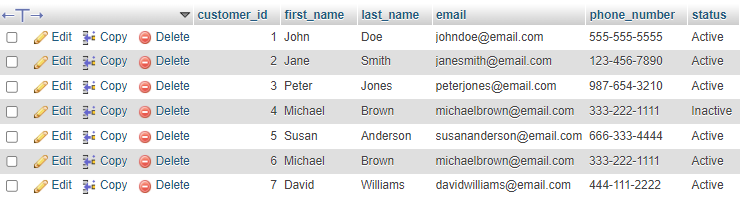 ←T→ customer_id first_name last_name email phone_number status
Edit Copy Delete 1 John Doe johndoe@email.com 555-555-5555 Active
Edit Copy Delete 2 Jane Smith janesmith@email.com 123-456-7890 Active
Edit Copy Delete 3 Peter Jones peterjones@email.com 987-654-3210 Active
Edit Copy Delete 4 Michael Brown michaelbrown@email.com 333-222-1111 Inactive
Edit Copy Delete 5 Susan Anderson susananderson@email.com 666-333-4444 Active
Edit Copy Delete 6 Michael Brown michaelbrown@email.com 333-222-1111 Active
Edit Copy Delete 7 David Williams davidwilliams@email.com 444-111-2222 Active